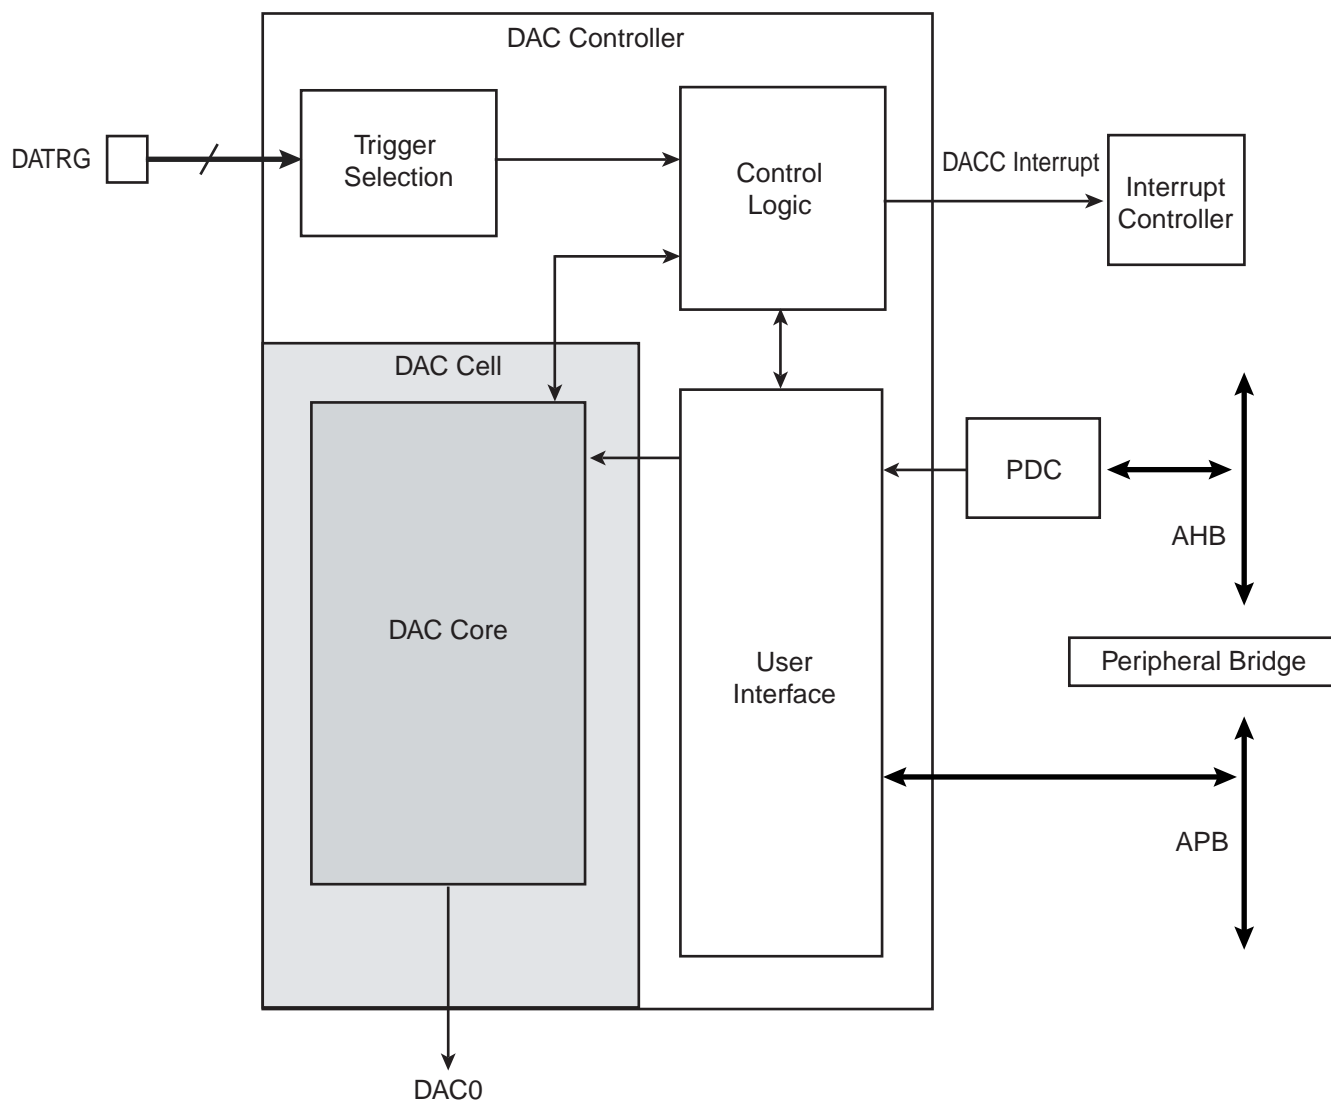 DAC Controller
DATRG
Trigger
Selection
Control
Logic
DACC Interrupt
Interrupt
Controller
DAC Cell
PDC
AHB
DAC Core
User
Interface
Peripheral Bridge
APB
DAC0